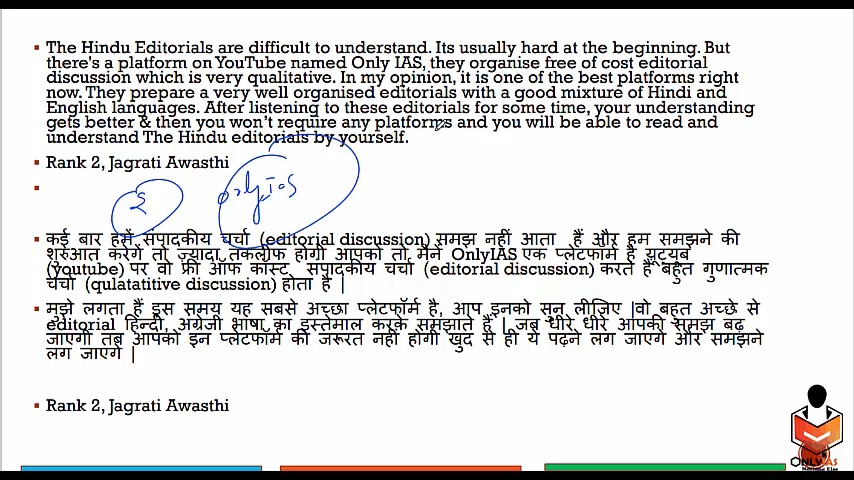 The Hindu Editorials are difficult to understand. Its usually hard at the beginning. But
there's a platform on YouTube named Only IAS, they organise free of cost editorial
discussion which is very qualitative. In my opinion, it is one of the best platforms right
now. They prepare a very well organised editorials with a good mixture of Hindi and
English languages. After listening to these editorials for some time, your understanding
gets better & then you won't require any platforms and you will be able to read and
understand The Hindu editorials by yourself.
Rank 2, Jagrati Awasthi
2
only IAS
कई बार हमें संपादकीय चर्चा (editorial discussion) समझ नहीं आता हैं और हम समझने की
शुरुआत करेंगे तो ज़्यादा तकलीफ होगी आपको तो मैंने OnlyIAS एक प्लेटफॉर्म है यूट्यूब
(youtube) पर वो फ्री ऑफ कॉस्ट संपादकीय चर्चा (editorial discussion) करते हैं बहुत गुणात्मक
चर्चा (qulatatitive discussion) होता है |
मुझे लगता हैं इस समय यह सबसे अच्छा प्लेटफॉर्म है, आप इनको सुन लीजिए |वो बहुत अच्छे से
editorial हिन्दी, अंग्रेजी भाषा का इस्तेमाल करके समझाते हैं | जब धीरे धीरे आपकी समझ बढ़
जाएगी तब आपको इन प्लेटफॉर्म की जरूरत नहीं होगी खुद से ही ये पढ़ने लग जाएंगे और समझने
लग जाएंगे |
Rank 2, Jagrati Awasthi
ONLY IAS
Nothing Else